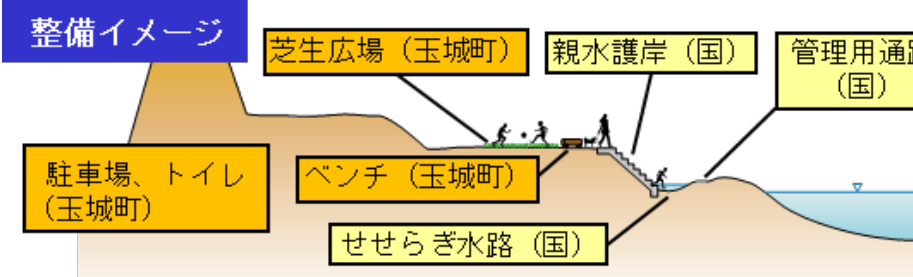 整備イメージ
芝生広場（玉城町）
親水護岸（国）
管理用通路
（国）
駐車場、トイレ
（玉城町）
ベンチ（玉城町）
せせらぎ水路（国）